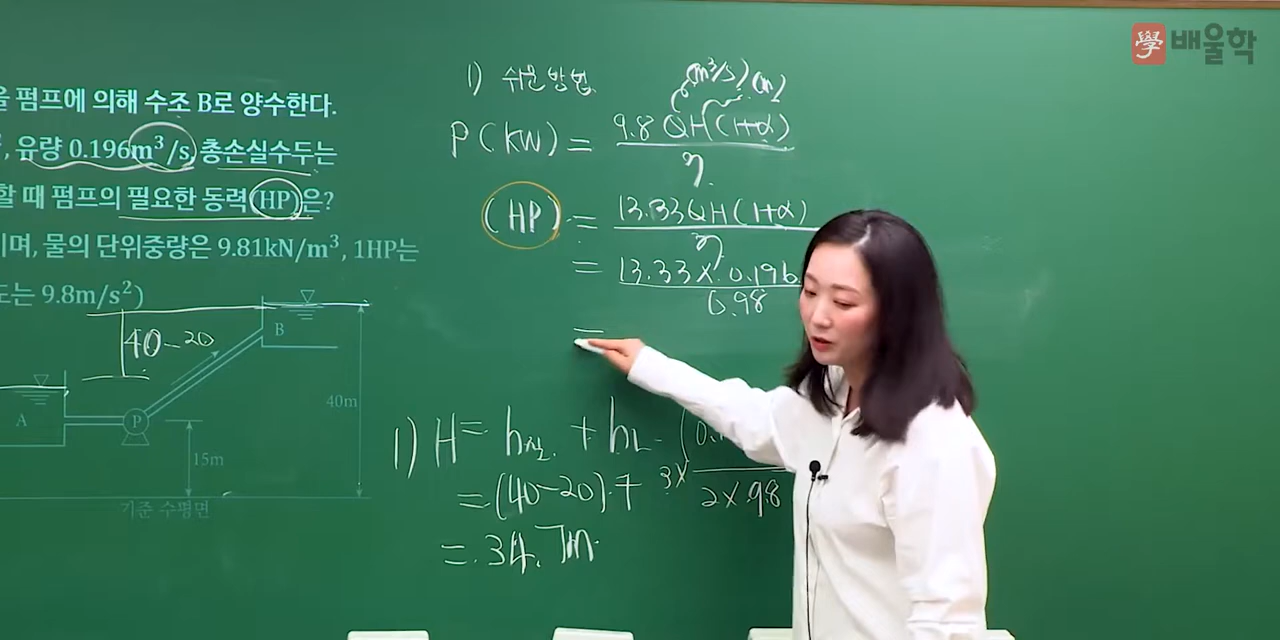 배울학
을 펌프에 의해 수조 B로 양수한다.
유량 0.196m³/s, 총손실수두는
할 때 펌프의 필요한 동력(HP)은?
이며, 물의 단위중량은 9.81kN/m³, 1HP는
도는 9.8m/s²)
40-20
B
A
P
40m
15m
기준 수평면
1) 쉬운방법
(m³/s) (m)
P(KW) = 9.8 QH(1+α) / η
(HP) = 13.33QH(1+α) / η
= 13.33 × 0.196 / 0.98
=
1) H = h실 + hL
= (40-20) + 3× / 2×9.8
= 34.7m